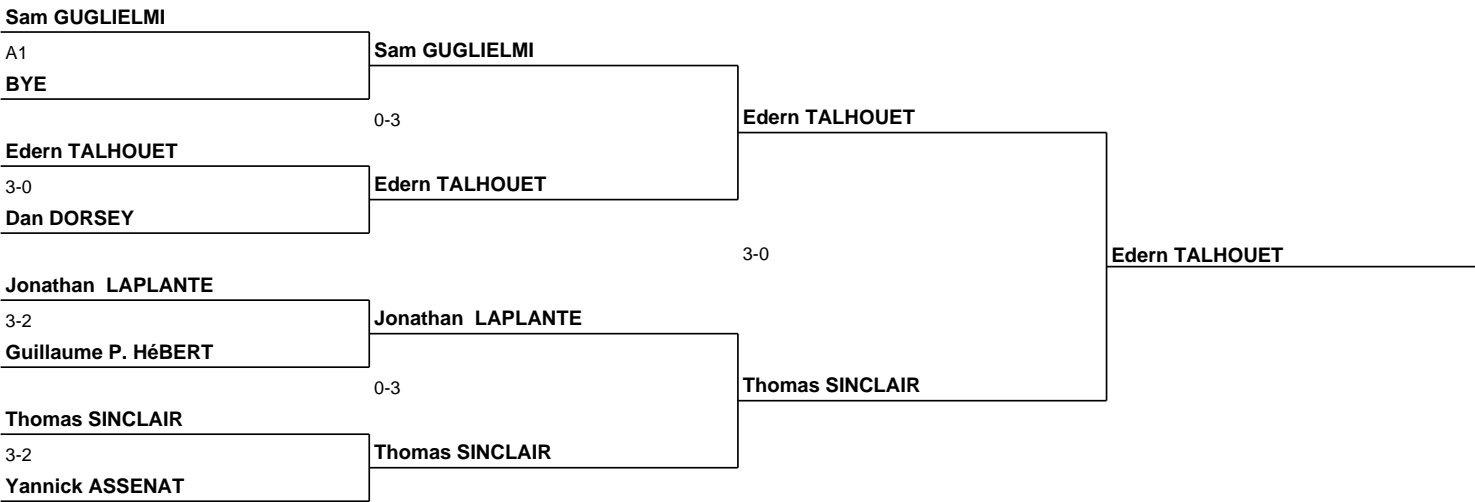 Sam GUGLIELMI
A1
BYE
Edern TALHOUET
3-0
Dan DORSEY
Jonathan  LAPLANTE
3-2
Guillaume P. HéBERT
Thomas SINCLAIR
3-2
Yannick ASSENAT
Sam GUGLIELMI
0-3
Edern TALHOUET
Jonathan  LAPLANTE
0-3
Thomas SINCLAIR
Edern TALHOUET
3-0
Thomas SINCLAIR
Edern TALHOUET